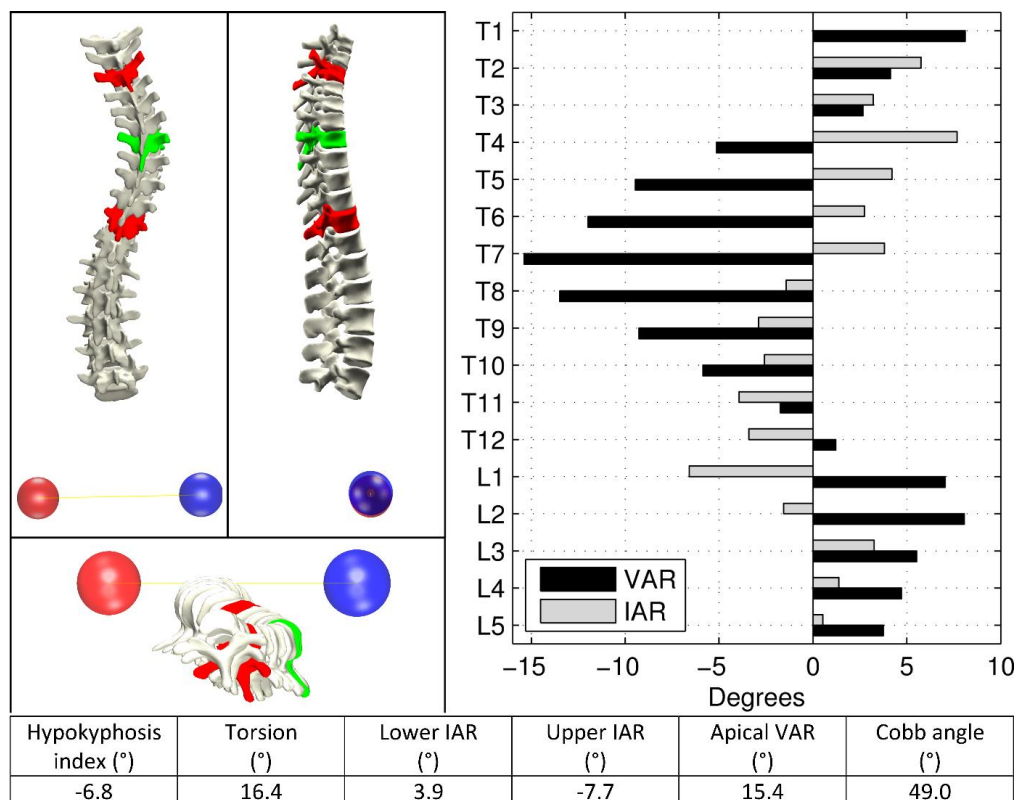 T1
T2
T3
T4
T5
T6
T7
T8
T9
T10
T11
T12
L1
L2
L3
L4
L5
VAR
IAR
−15 −10 −5 0 5 10
Degrees
Hypokyphosis index (°) Torsion (°) Lower IAR (°) Upper IAR (°) Apical VAR (°) Cobb angle (°)
-6.8 16.4 3.9 -7.7 15.4 49.0